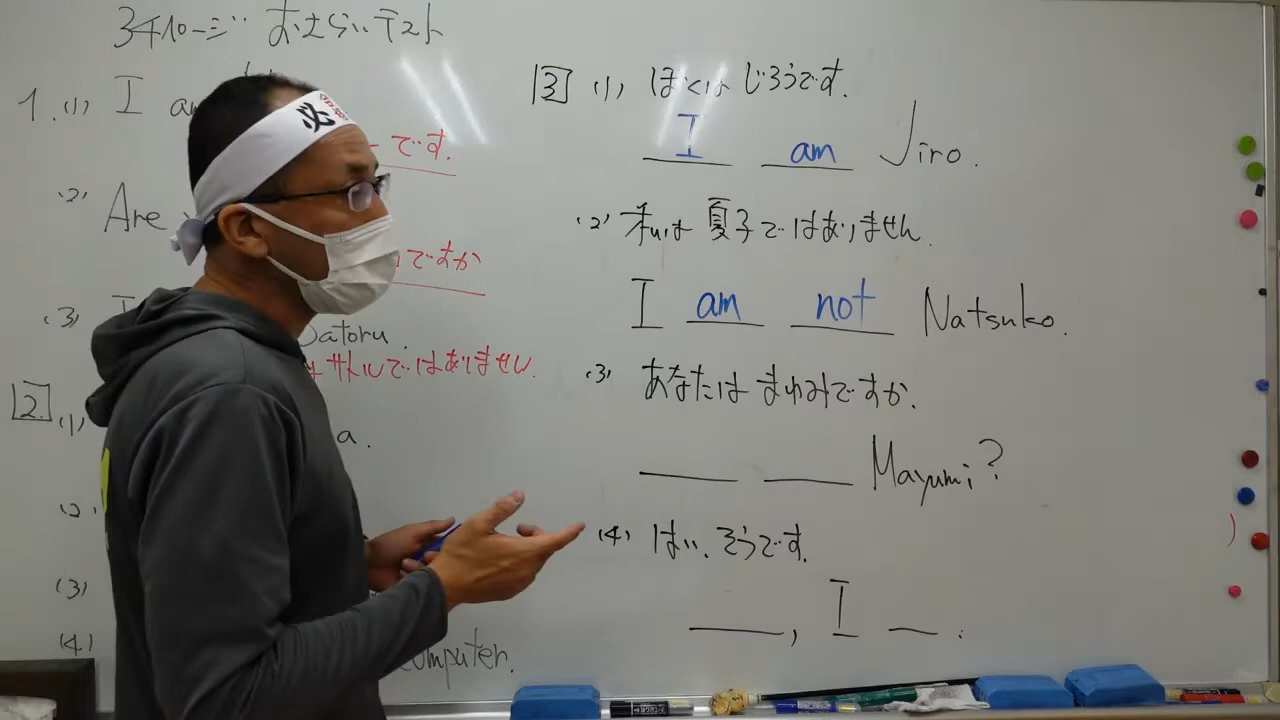 34ページ おさらいテスト
1. (1) I am
です.
(2) Are
ですか
(3) I
Satoru.
サトルではありません.
2. (1)
a.
(2)
(3)
(4)
computer.
必
3 (1) ぼくは じろうです.
I am Jiro.
(2) 私は 夏子ではありません.
I am not Natsuko.
(3) あなたは まゆみですか.
Mayumi?
(4) はい, そうです.
, I .